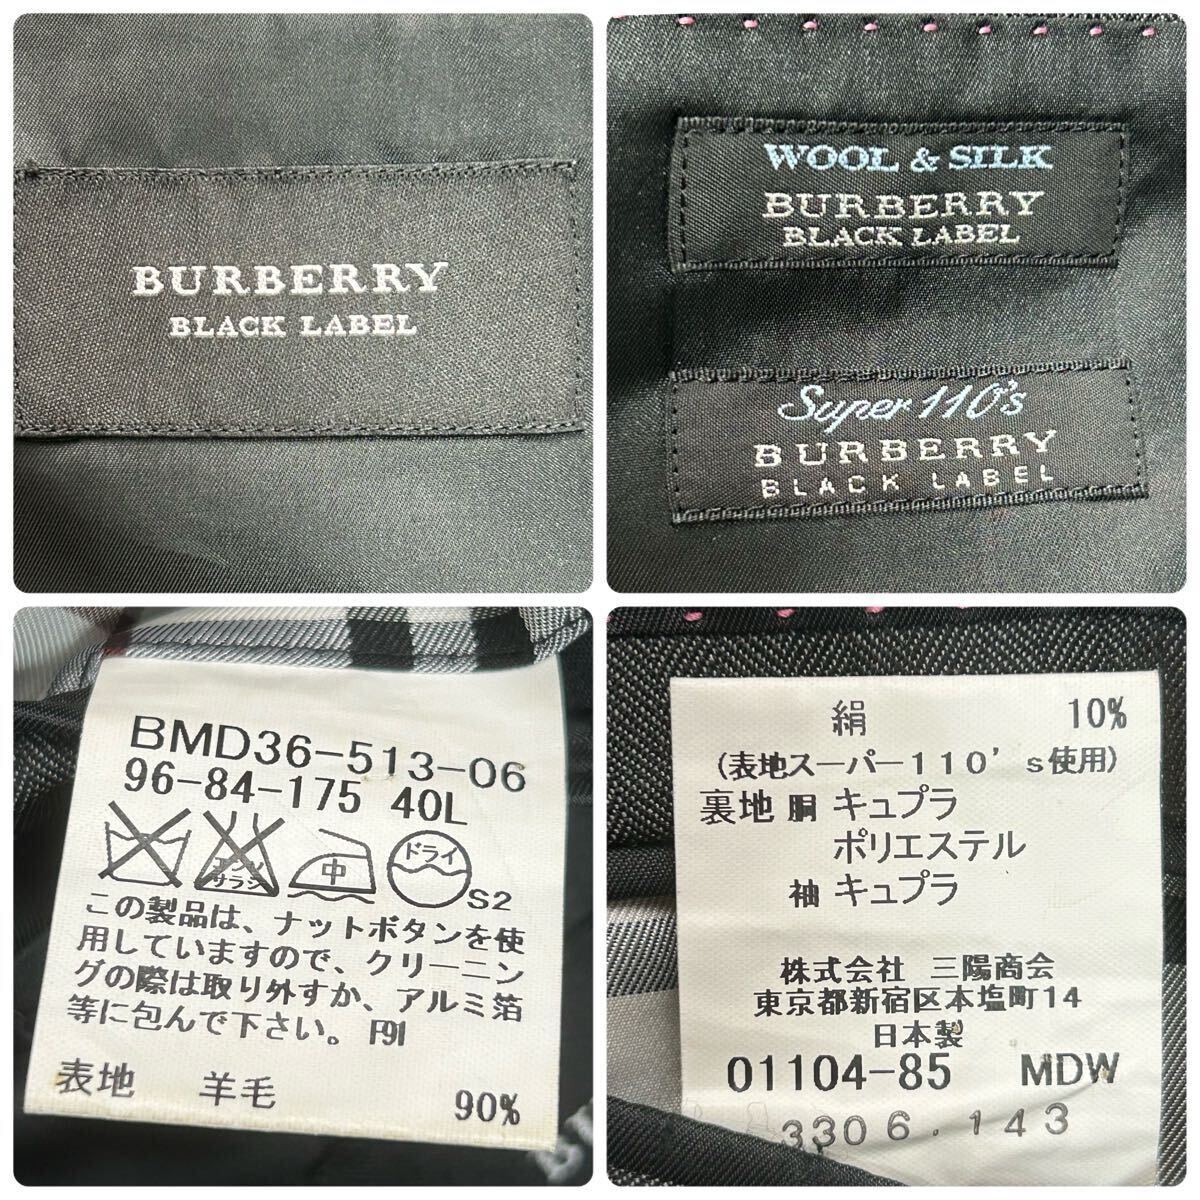 BURBERRY
BLACK LABEL
WOOL & SILK
BURBERRY
BLACK LABEL
Super 110's
BURBERRY
BLACK LABEL
BMD36-513-06
96-84-175 40L
エンソ
サラシ
中
ドライ
S2
この製品は、ナットボタンを使
用していますので、クリーニン
グの際は取り外すか、アルミ箔
等に包んで下さい。F91
表地 羊毛 90%
絹 10%
(表地スーパー110's使用)
裏地 胴 キュプラ
ポリエステル
袖 キュプラ
株式会社 三陽商会
東京都新宿区本塩町14
日本製
01104-85 MDW
3306.143